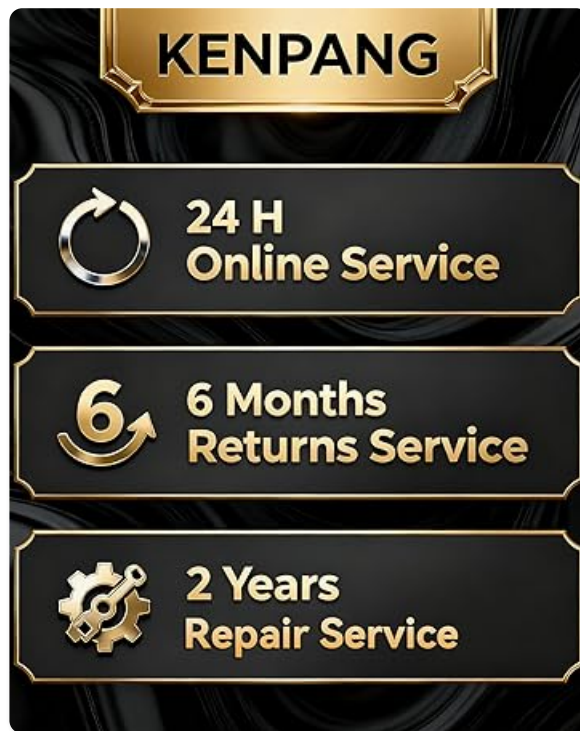 KENPANG
24 H
Online Service
6
6 Months
Returns Service
2 Years
Repair Service